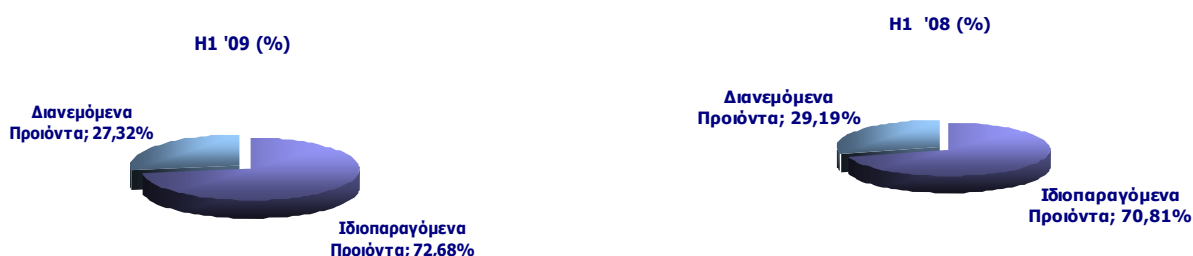 H1 '09 (%)
Διανεμόμενα
Προιόντα; 27,32%
Ιδιοπαραγόμενα
Προιόντα; 72,68%
H1 '08 (%)
Διανεμόμενα
Προιόντα; 29,19%
Ιδιοπαραγόμενα
Προιόντα; 70,81%